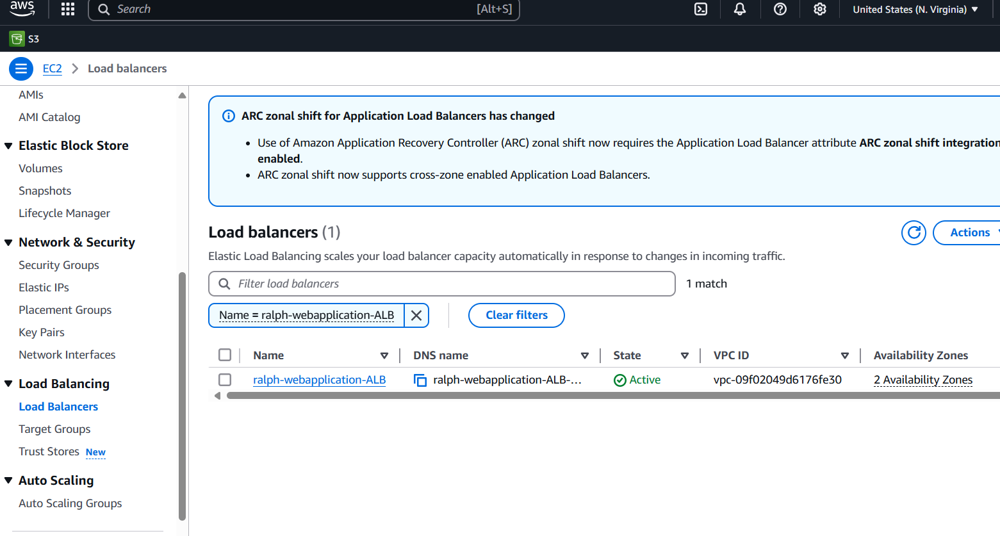 aws
Search [Alt+S]
United States (N. Virginia)
S3
EC2 Load balancers
AMIs
AMI Catalog
Elastic Block Store
Volumes
Snapshots
Lifecycle Manager
Network & Security
Security Groups
Elastic IPs
Placement Groups
Key Pairs
Network Interfaces
Load Balancing
Load Balancers
Target Groups
Trust Stores New
Auto Scaling
Auto Scaling Groups
ARC zonal shift for Application Load Balancers has changed
Use of Amazon Application Recovery Controller (ARC) zonal shift now requires the Application Load Balancer attribute ARC zonal shift integration
enabled.
ARC zonal shift now supports cross-zone enabled Application Load Balancers.
Load balancers (1)
Actions
Elastic Load Balancing scales your load balancer capacity automatically in response to changes in incoming traffic.
Filter load balancers
1 match
Name = ralph-webapplication-ALB
Clear filters
Name DNS name State VPC ID Availability Zones
ralph-webapplication-ALB ralph-webapplication-ALB-... Active vpc-09f02049d6176fe30 2 Availability Zones